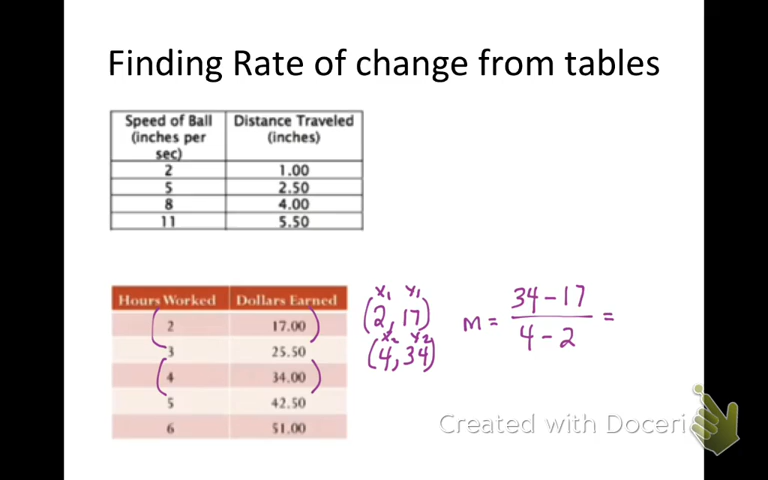 Finding Rate of change from tables
Speed of Ball Distance Traveled
(inches per (inches)
sec)
2 1.00
5 2.50
8 4.00
11 5.50
Hours Worked Dollars Earned
2 17.00
3 25.50
4 34.00
5 42.50
6 51.00
x₁ y₁
(2, 17)
x₂ y₂
(4, 34)
m = 34 - 17 / 4 - 2 =
Created with Doceri